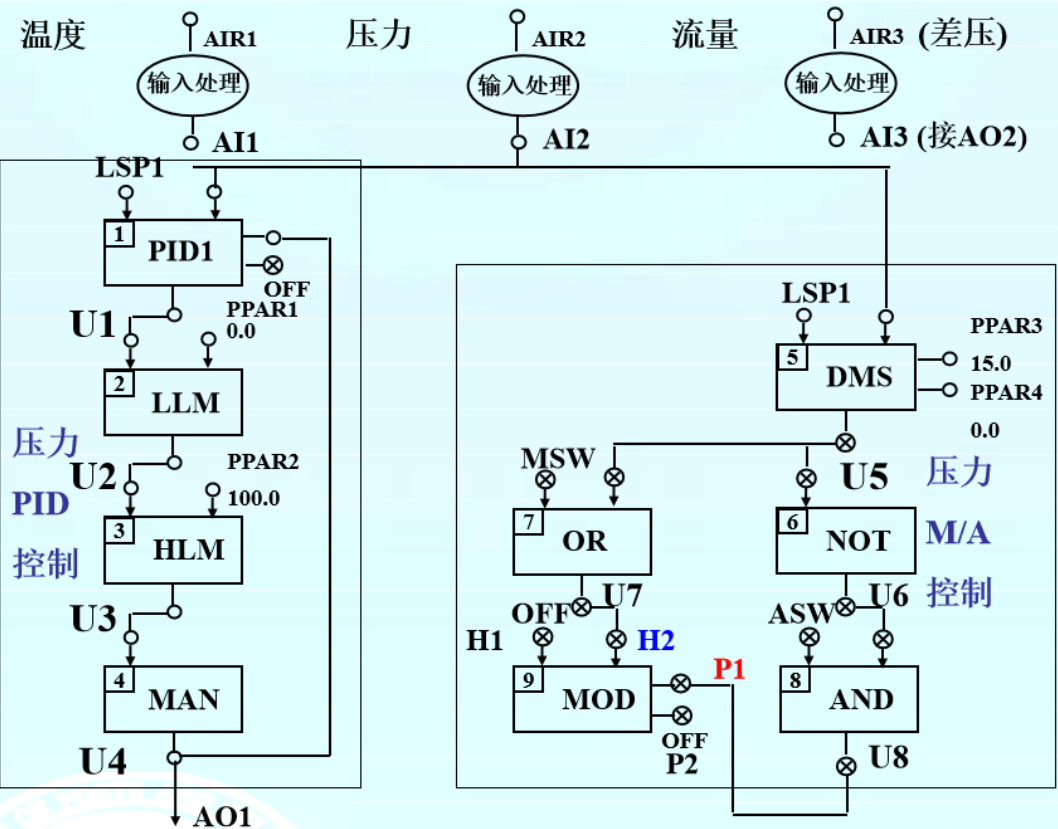 温度
AIR1
压力
AIR2
流量
AIR3 (差压)
输入处理
输入处理
输入处理
AI1
AI2
AI3 (接AO2)
LSP1
1
PID1
OFF
U1
PPAR1
0.0
2
LLM
压力
PID
控制
U2
PPAR2
100.0
3
HLM
U3
4
MAN
U4
AO1
LSP1
5
DMS
PPAR3
15.0
PPAR4
0.0
U5
压力
M/A
控制
MSW
7
OR
6
NOT
U7
U6
OFF
H1
H2
ASW
9
MOD
P1
OFF
P2
8
AND
U8